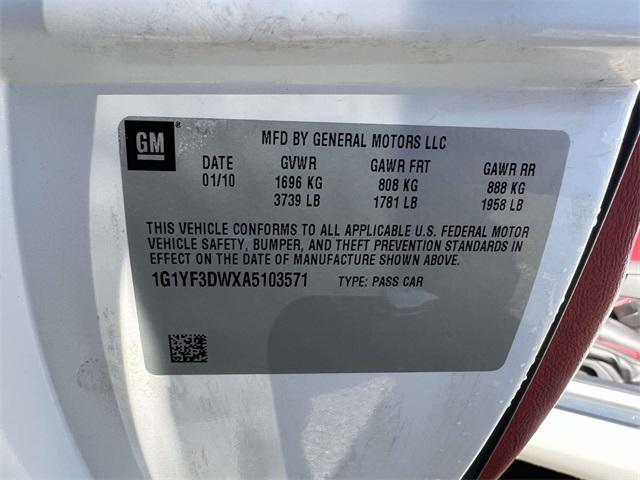 GM ® MFD BY GENERAL MOTORS LLC
DATE GVWR GAWR FRT GAWR RR
01/10 1696 KG 808 KG 888 KG
3739 LB 1781 LB 1958 LB
THIS VEHICLE CONFORMS TO ALL APPLICABLE U.S. FEDERAL MOTOR
VEHICLE SAFETY, BUMPER, AND THEFT PREVENTION STANDARDS IN
EFFECT ON THE DATE OF MANUFACTURE SHOWN ABOVE.
1G1YF3DWXA5103571 TYPE: PASS CAR